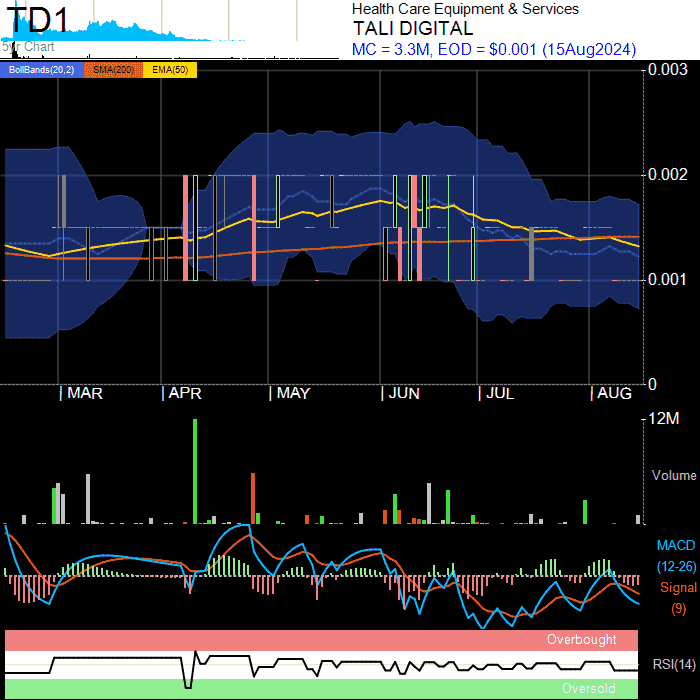 TD1
5yr Chart
Health Care Equipment & Services
TALI DIGITAL
MC = 3.3M, EOD = $0.001 (15Aug2024)
BollBands(20,2) SMA(200) EMA(50)
0.003
0.002
0.001
0
MAR APR MAY JUN JUL AUG
12M
Volume
MACD
(12-26)
Signal
(9)
Overbought
RSI(14)
Oversold